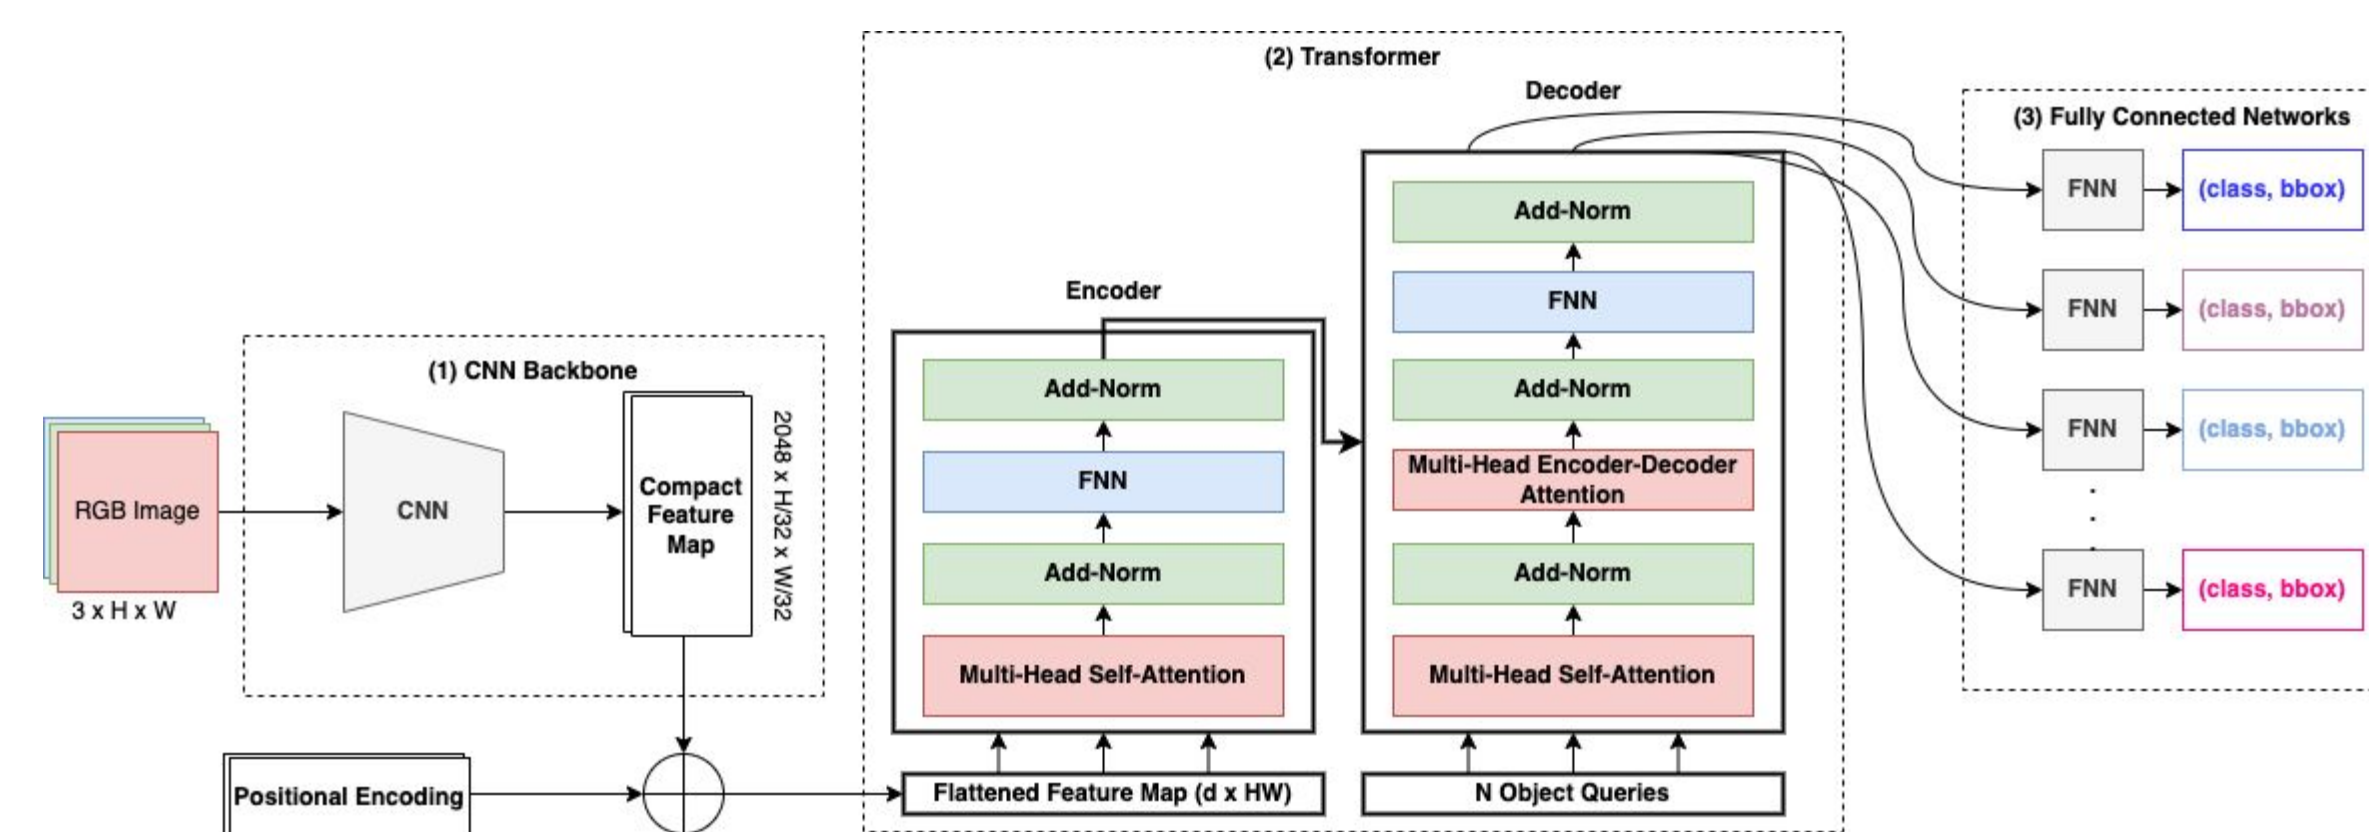 (2) Transformer
Decoder
(3) Fully Connected Networks
Add-Norm
FNN
(class, bbox)
Encoder
FNN
FNN
(class, bbox)
(1) CNN Backbone
Add-Norm
Add-Norm
FNN
(class, bbox)
RGB Image
3 x H x W
CNN
Compact
Feature
Map
2048 x H/32 x W/32
FNN
Multi-Head Encoder-Decoder
Attention
.
.
.
Add-Norm
Add-Norm
FNN
(class, bbox)
Multi-Head Self-Attention
Multi-Head Self-Attention
Positional Encoding
Flattened Feature Map (d x HW)
N Object Queries